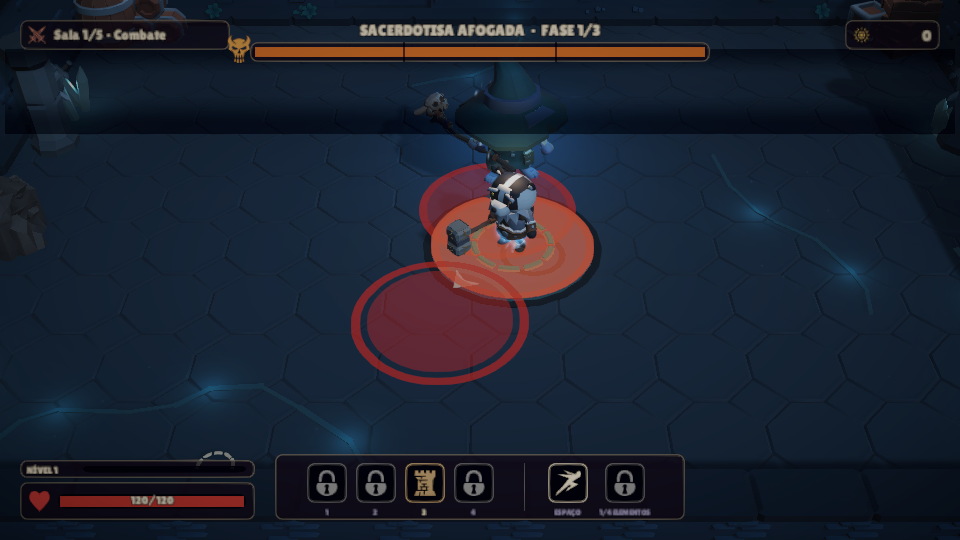 Sala 1/5 - Combate
SACERDOTISA AFOGADA - FASE 1/3
0
NÍVEL 1
120/120
1
2
3
4
ESPAÇO
1/4 ELEMENTOS